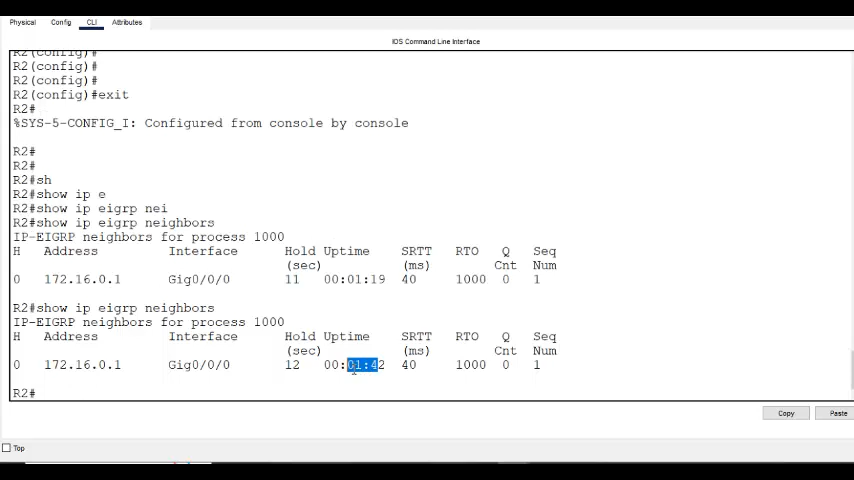 Physical Config CLI Attributes
IOS Command Line Interface
R2(config)#
R2(config)#
R2(config)#
R2(config)#exit
R2#
%SYS-5-CONFIG_I: Configured from console by console
R2#
R2#
R2#sh
R2#show ip e
R2#show ip eigrp nei
R2#show ip eigrp neighbors
IP-EIGRP neighbors for process 1000
H Address Interface Hold Uptime SRTT RTO Q Seq
(sec) (ms) Cnt Num
0 172.16.0.1 Gig0/0/0 11 00:01:19 40 1000 0 1
R2#show ip eigrp neighbors
IP-EIGRP neighbors for process 1000
H Address Interface Hold Uptime SRTT RTO Q Seq
(sec) (ms) Cnt Num
0 172.16.0.1 Gig0/0/0 12 00:01:42 40 1000 0 1
R2#
Copy Paste
Top